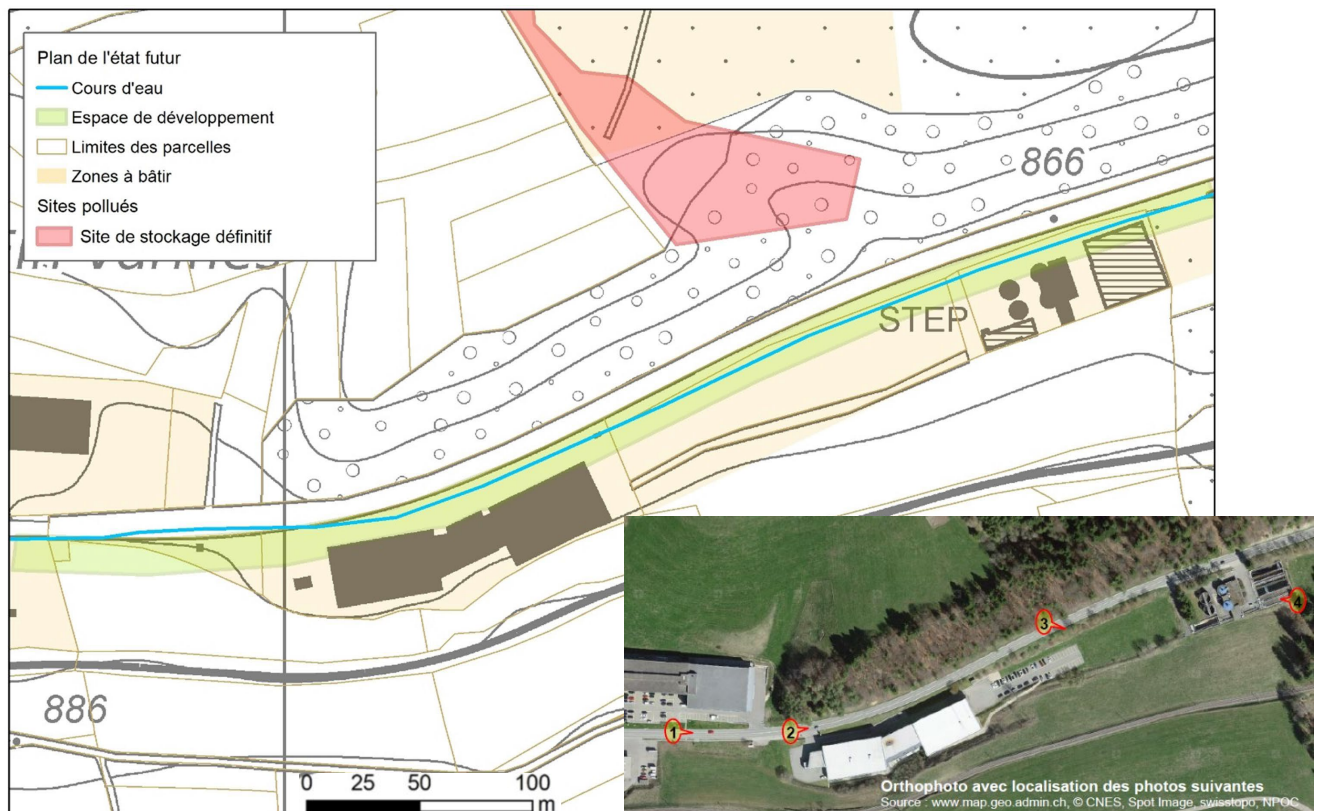 Plan de l'état futur
Cours d'eau
Espace de développement
Limites des parcelles
Zones à bâtir
Sites pollués
Site de stockage définitif
866
STEP
886
0 25 50 100
m
1
2
3
4
Orthophoto avec localisation des photos suivantes
Source : www.map.geo.admin.ch, © CNES, Spot Image, swisstopo, NPOC